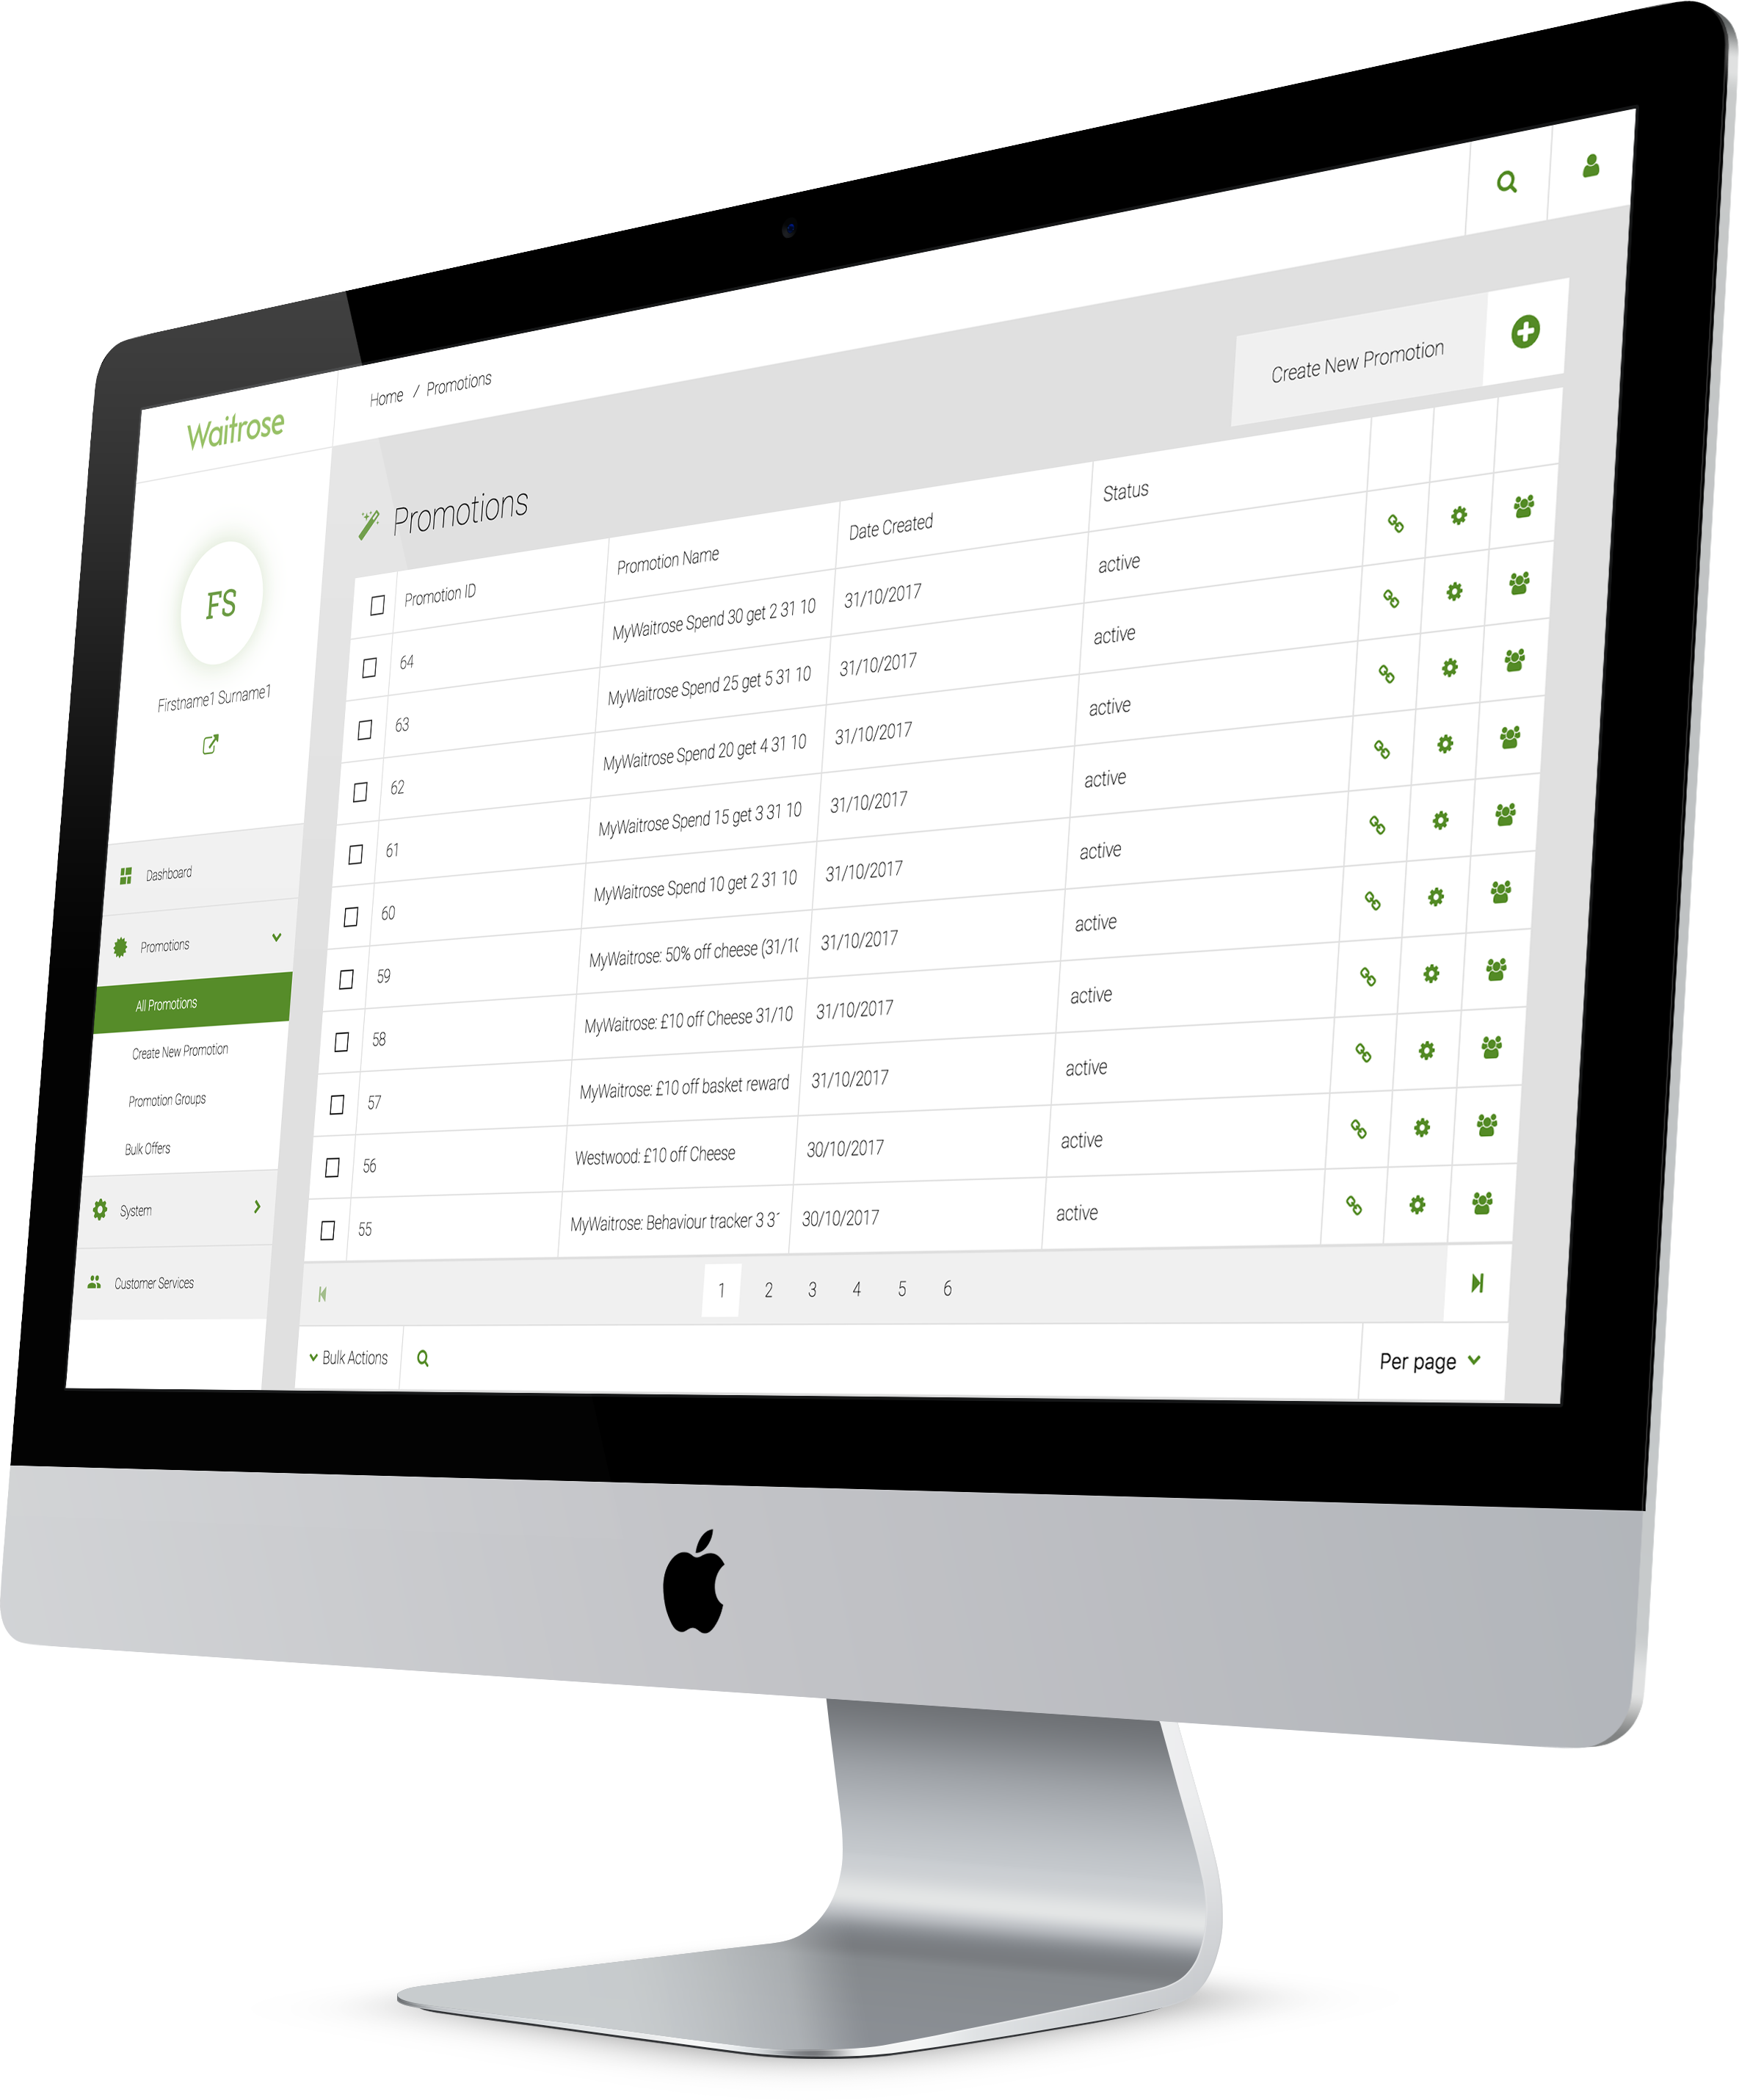 Home / Promotions
Waitrose
Create New Promotion
Promotions
FS
Firstname1 Surname1
Dashboard
Promotions
All Promotions
Create New Promotion
Promotion Groups
Bulk Offers
System
Customer Services
Promotion ID Promotion Name Date Created Status
64 MyWaitrose Spend 30 get 2 31 10 31/10/2017 active
63 MyWaitrose Spend 25 get 5 31 10 31/10/2017 active
62 MyWaitrose Spend 20 get 4 31 10 31/10/2017 active
61 MyWaitrose Spend 15 get 3 31 10 31/10/2017 active
60 MyWaitrose Spend 10 get 2 31 10 31/10/2017 active
59 MyWaitrose: 50% off cheese (31/10 31/10/2017 active
58 MyWaitrose: £10 off Cheese 31/10 31/10/2017 active
57 MyWaitrose: £10 off basket reward 31/10/2017 active
56 Westwood: £10 off Cheese 30/10/2017 active
55 MyWaitrose: Behaviour tracker 3 3 30/10/2017 active
1 2 3 4 5 6
Bulk Actions
Per page